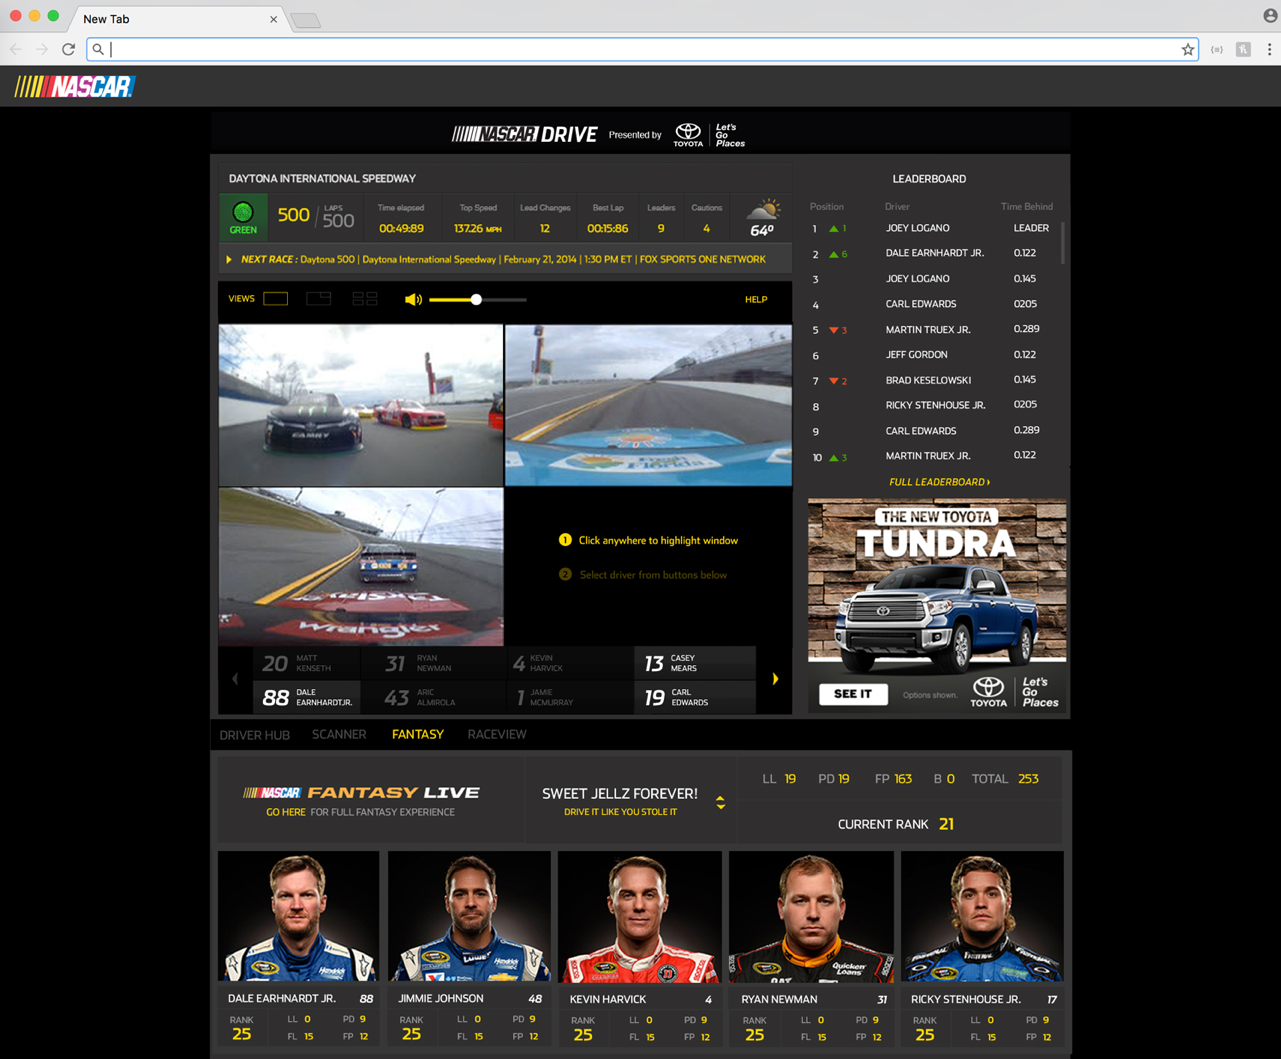 New Tab
NASCAR
NASCAR DRIVE Presented by TOYOTA Let's Go Places
DAYTONA INTERNATIONAL SPEEDWAY
GREEN
500 / LAPS 500
Time elapsed 00:49:89
Top Speed 137.26 MPH
Lead Changes 12
Best Lap 00:15:86
Leaders 9
Cautions 4
64º
NEXT RACE : Daytona 500 | Daytona International Speedway | February 21, 2014 | 1:30 PM ET | FOX SPORTS ONE NETWORK
VIEWS
HELP
CAMRY
Wrangler
1 Click anywhere to highlight window
2 Select driver from buttons below
20 MATT KENSETH
31 RYAN NEWMAN
4 KEVIN HARVICK
13 CASEY MEARS
88 DALE EARNHARDTJR.
43 ARIC ALMIROLA
1 JAMIE MCMURRAY
19 CARL EDWARDS
LEADERBOARD
Position Driver Time Behind
1 1 JOEY LOGANO LEADER
2 6 DALE EARNHARDT JR. 0.122
3 JOEY LOGANO 0.145
4 CARL EDWARDS 0205
5 3 MARTIN TRUEX JR. 0.289
6 JEFF GORDON 0.122
7 2 BRAD KESELOWSKI 0.145
8 RICKY STENHOUSE JR. 0205
9 CARL EDWARDS 0.289
10 3 MARTIN TRUEX JR. 0.122
FULL LEADERBOARD ›
THE NEW TOYOTA
TUNDRA
SEE IT
Options shown.
TOYOTA
Let's Go Places
DRIVER HUB SCANNER FANTASY RACEVIEW
NASCAR FANTASY LIVE
GO HERE FOR FULL FANTASY EXPERIENCE
SWEET JELLZ FOREVER!
DRIVE IT LIKE YOU STOLE IT
LL 19 PD 19 FP 163 B 0 TOTAL 253
CURRENT RANK 21
DALE EARHNARDT JR. 88
RANK 25
LL 0 PD 9
FL 15 FP 12
JIMMIE JOHNSON 48
RANK 25
LL 0 PD 9
FL 15 FP 12
KEVIN HARVICK 4
RANK 25
LL 0 PD 9
FL 15 FP 12
Quicken Loans
RYAN NEWMAN 31
RANK 25
LL 0 PD 9
FL 15 FP 12
RICKY STENHOUSE JR. 17
RANK 25
LL 0 PD 9
FL 15 FP 12